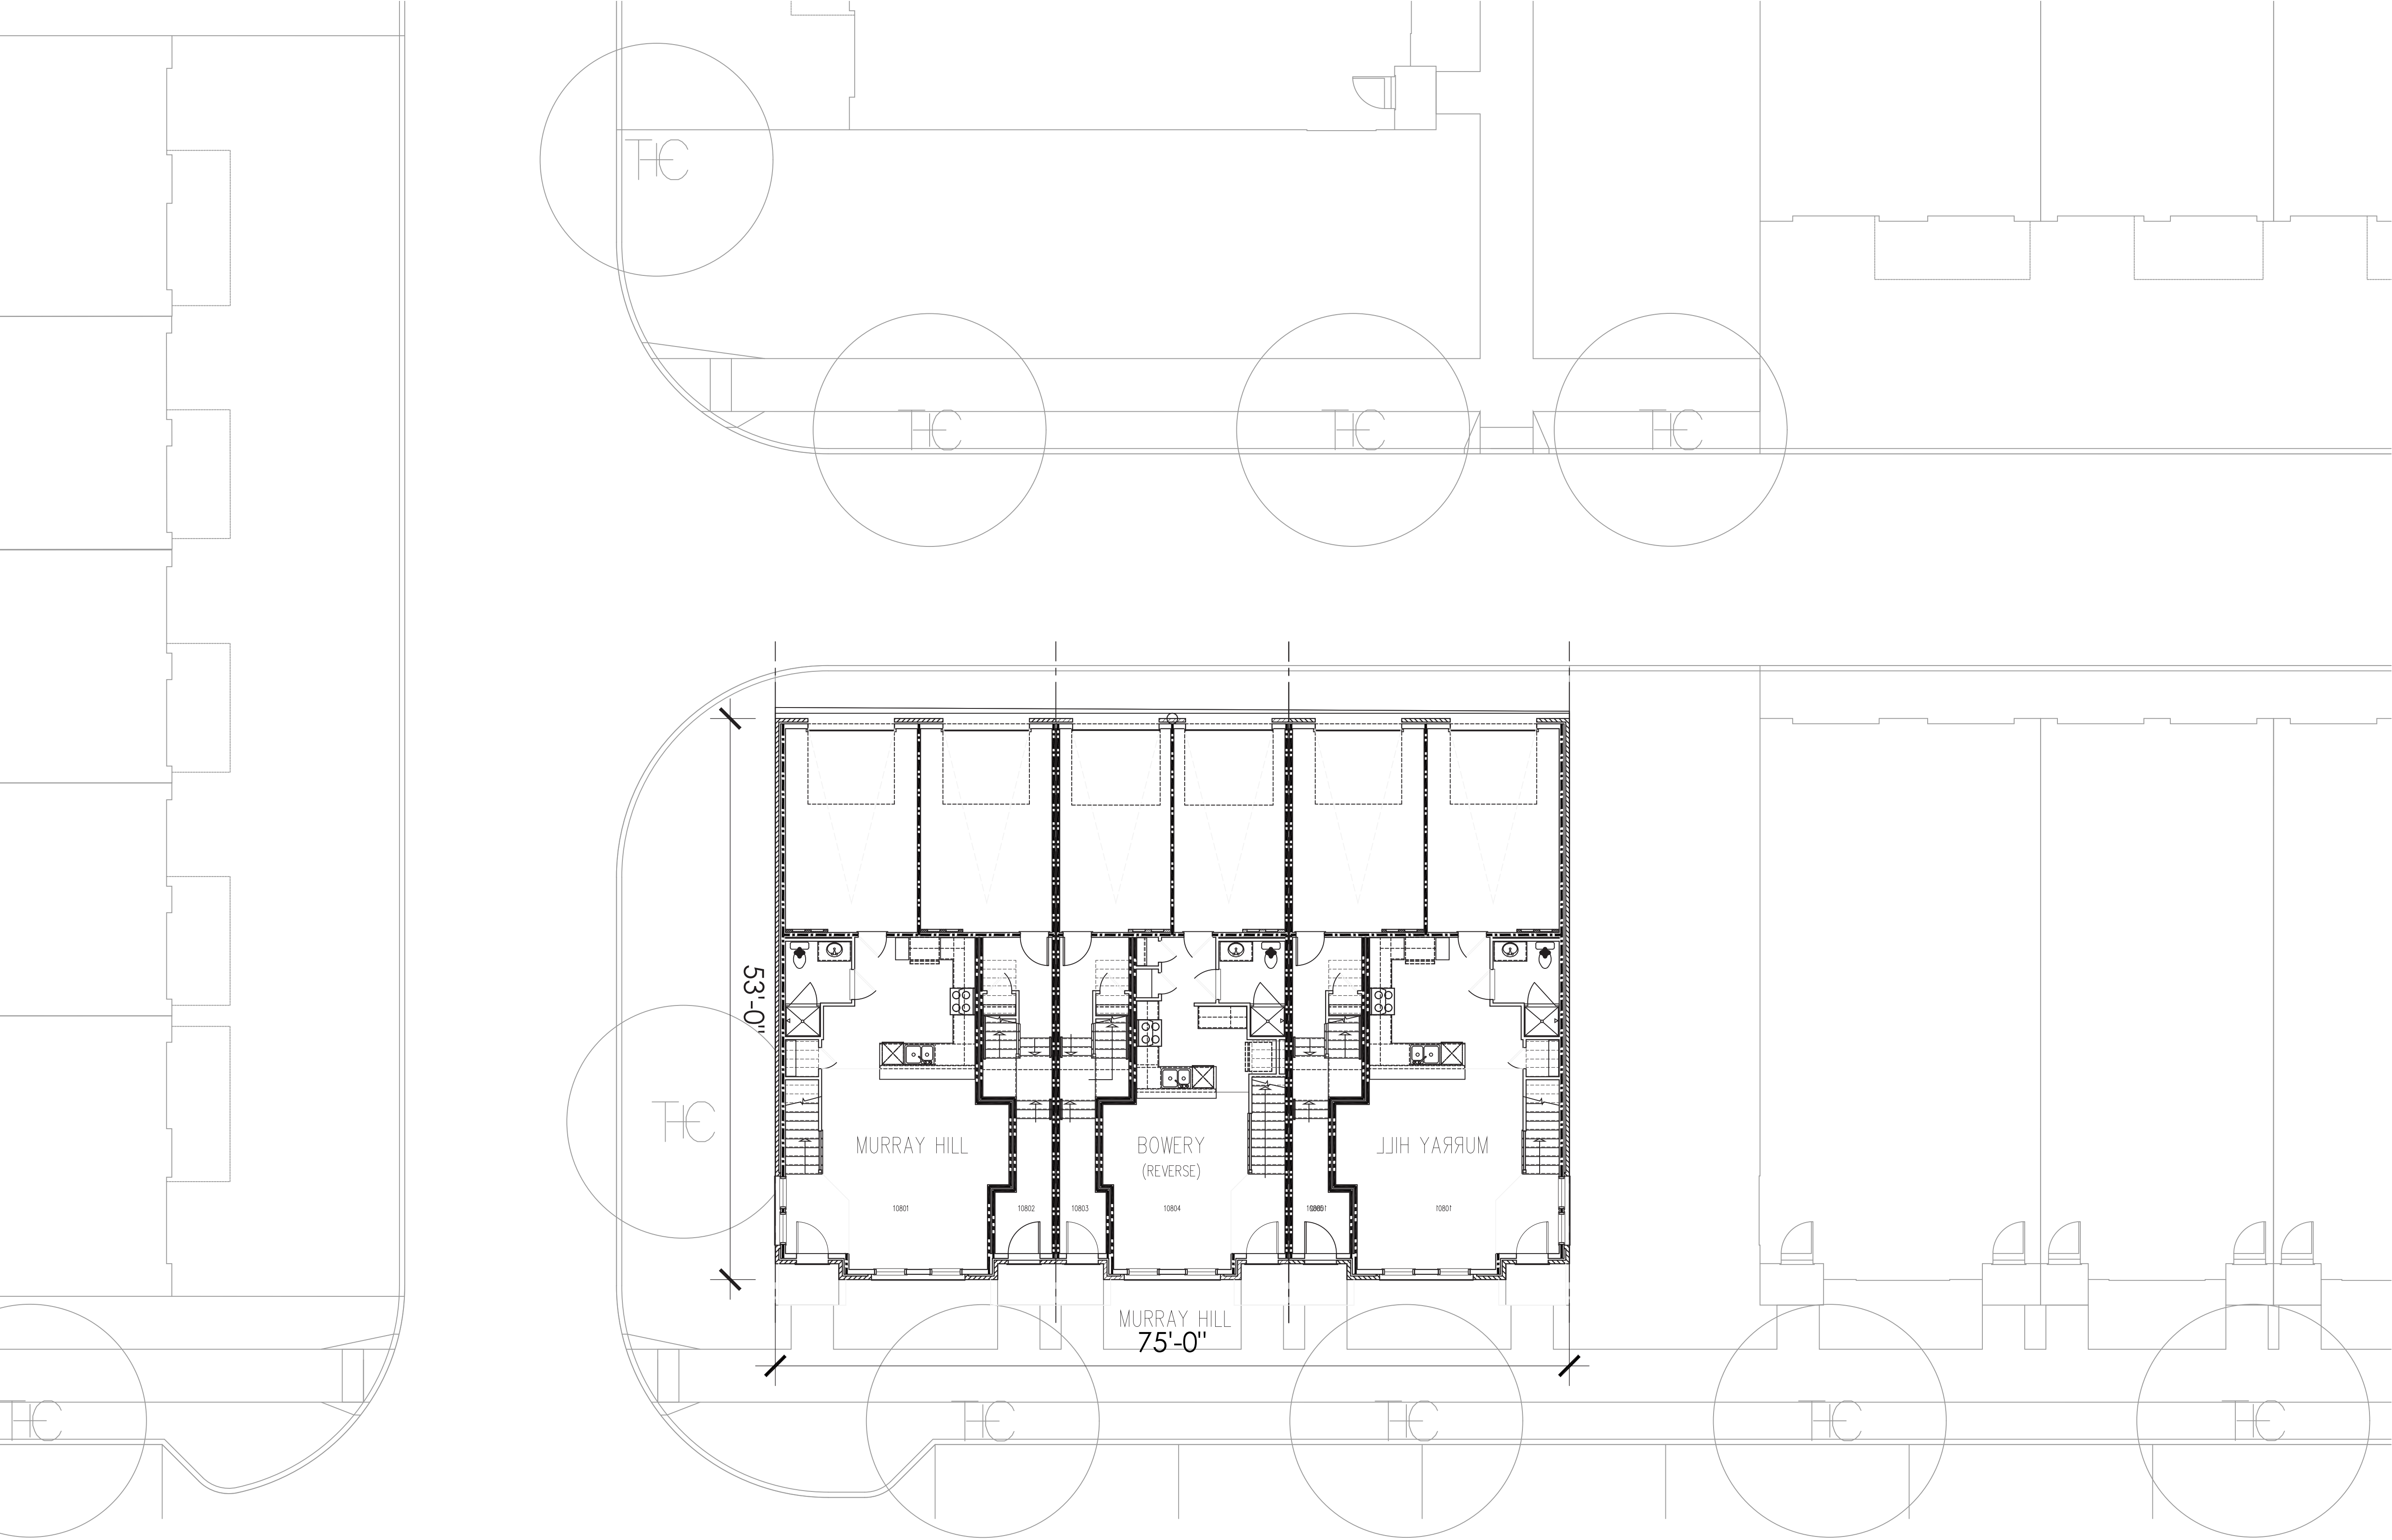 THC
THC
THC
THC
53'-0"
THC
MURRAY HILL
BOWERY
(REVERSE)
MURRAY HILL
10801
10802
10803
10804
10801
MURRAY HILL
75'-0"
THC
THC
THC
THC
THC